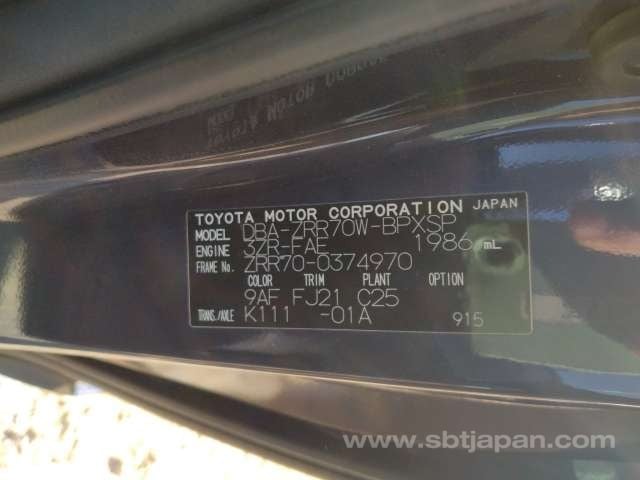 TOYOTA MOTOR CORPORATION JAPAN
MODEL DBA-ZRR70W-BPXSP
ENGINE 3ZR-FAE 1986 mL
FRAME No. ZRR70-0374970
COLOR TRIM PLANT OPTION
9AF FJ21 C25
TRANS./AXLE K111 -01A 915
www.sbtjapan.com